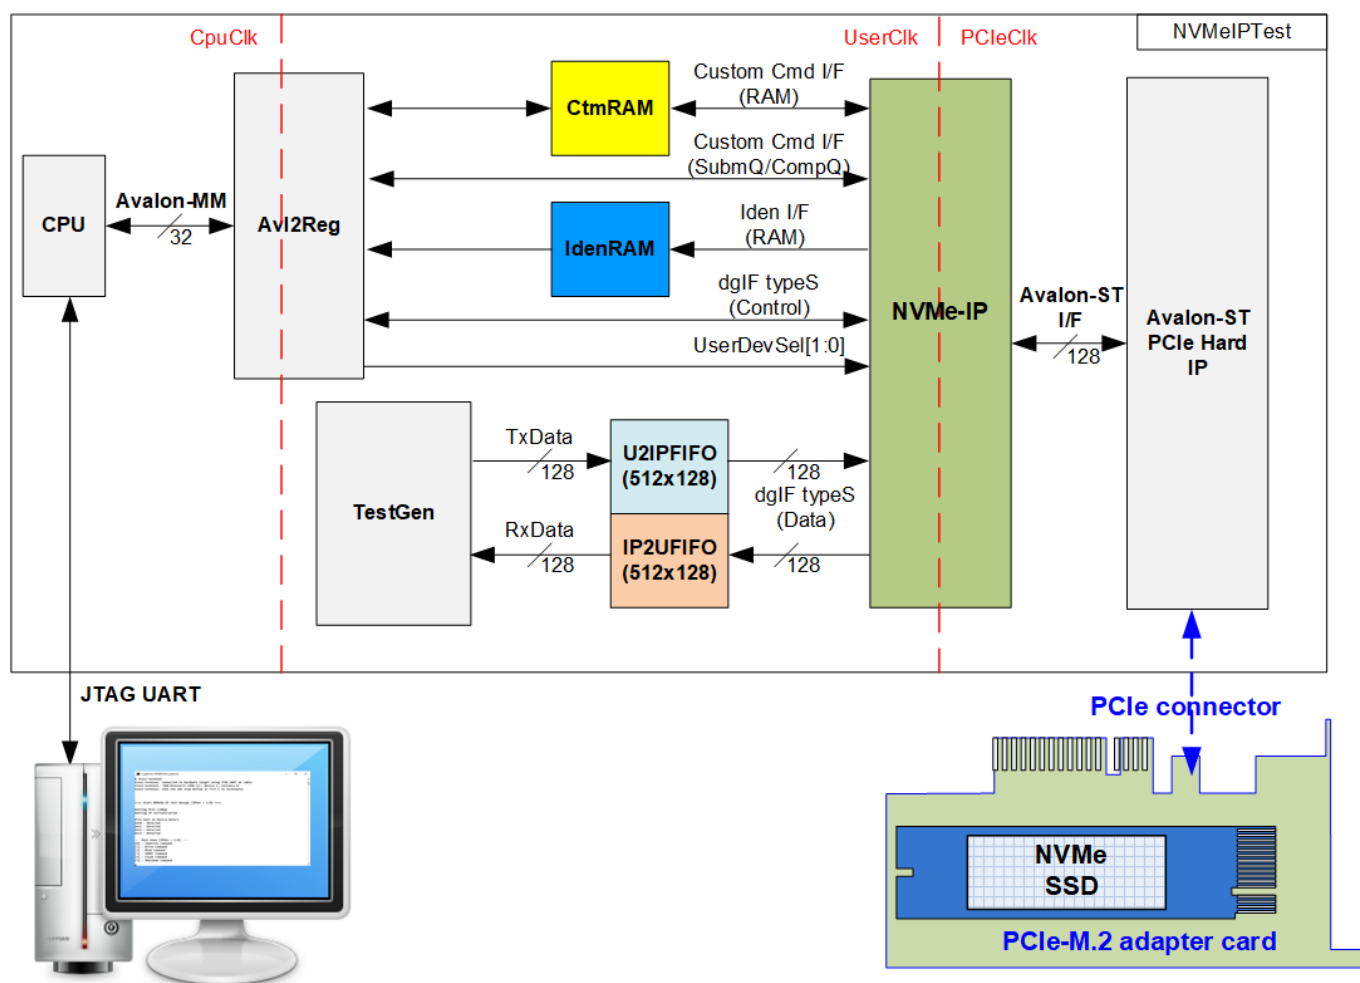 CpuClk
UserClk
PCIeClk
NVMeIPTest
Custom Cmd I/F
(RAM)
CtmRAM
Custom Cmd I/F
(SubmQ/CompQ)
CPU
Avalon-MM
32
Avl2Reg
Iden I/F
(RAM)
IdenRAM
dgIF typeS
(Control)
UserDevSel[1:0]
NVMe-IP
Avalon-ST
I/F
128
Avalon-ST
PCIe Hard
IP
TestGen
TxData
128
U2IPFIFO
(512x128)
128
dgIF typeS
(Data)
RxData
128
IP2UFIFO
(512x128)
128
JTAG UART
PCIe connector
NVMe
SSD
PCIe-M.2 adapter card